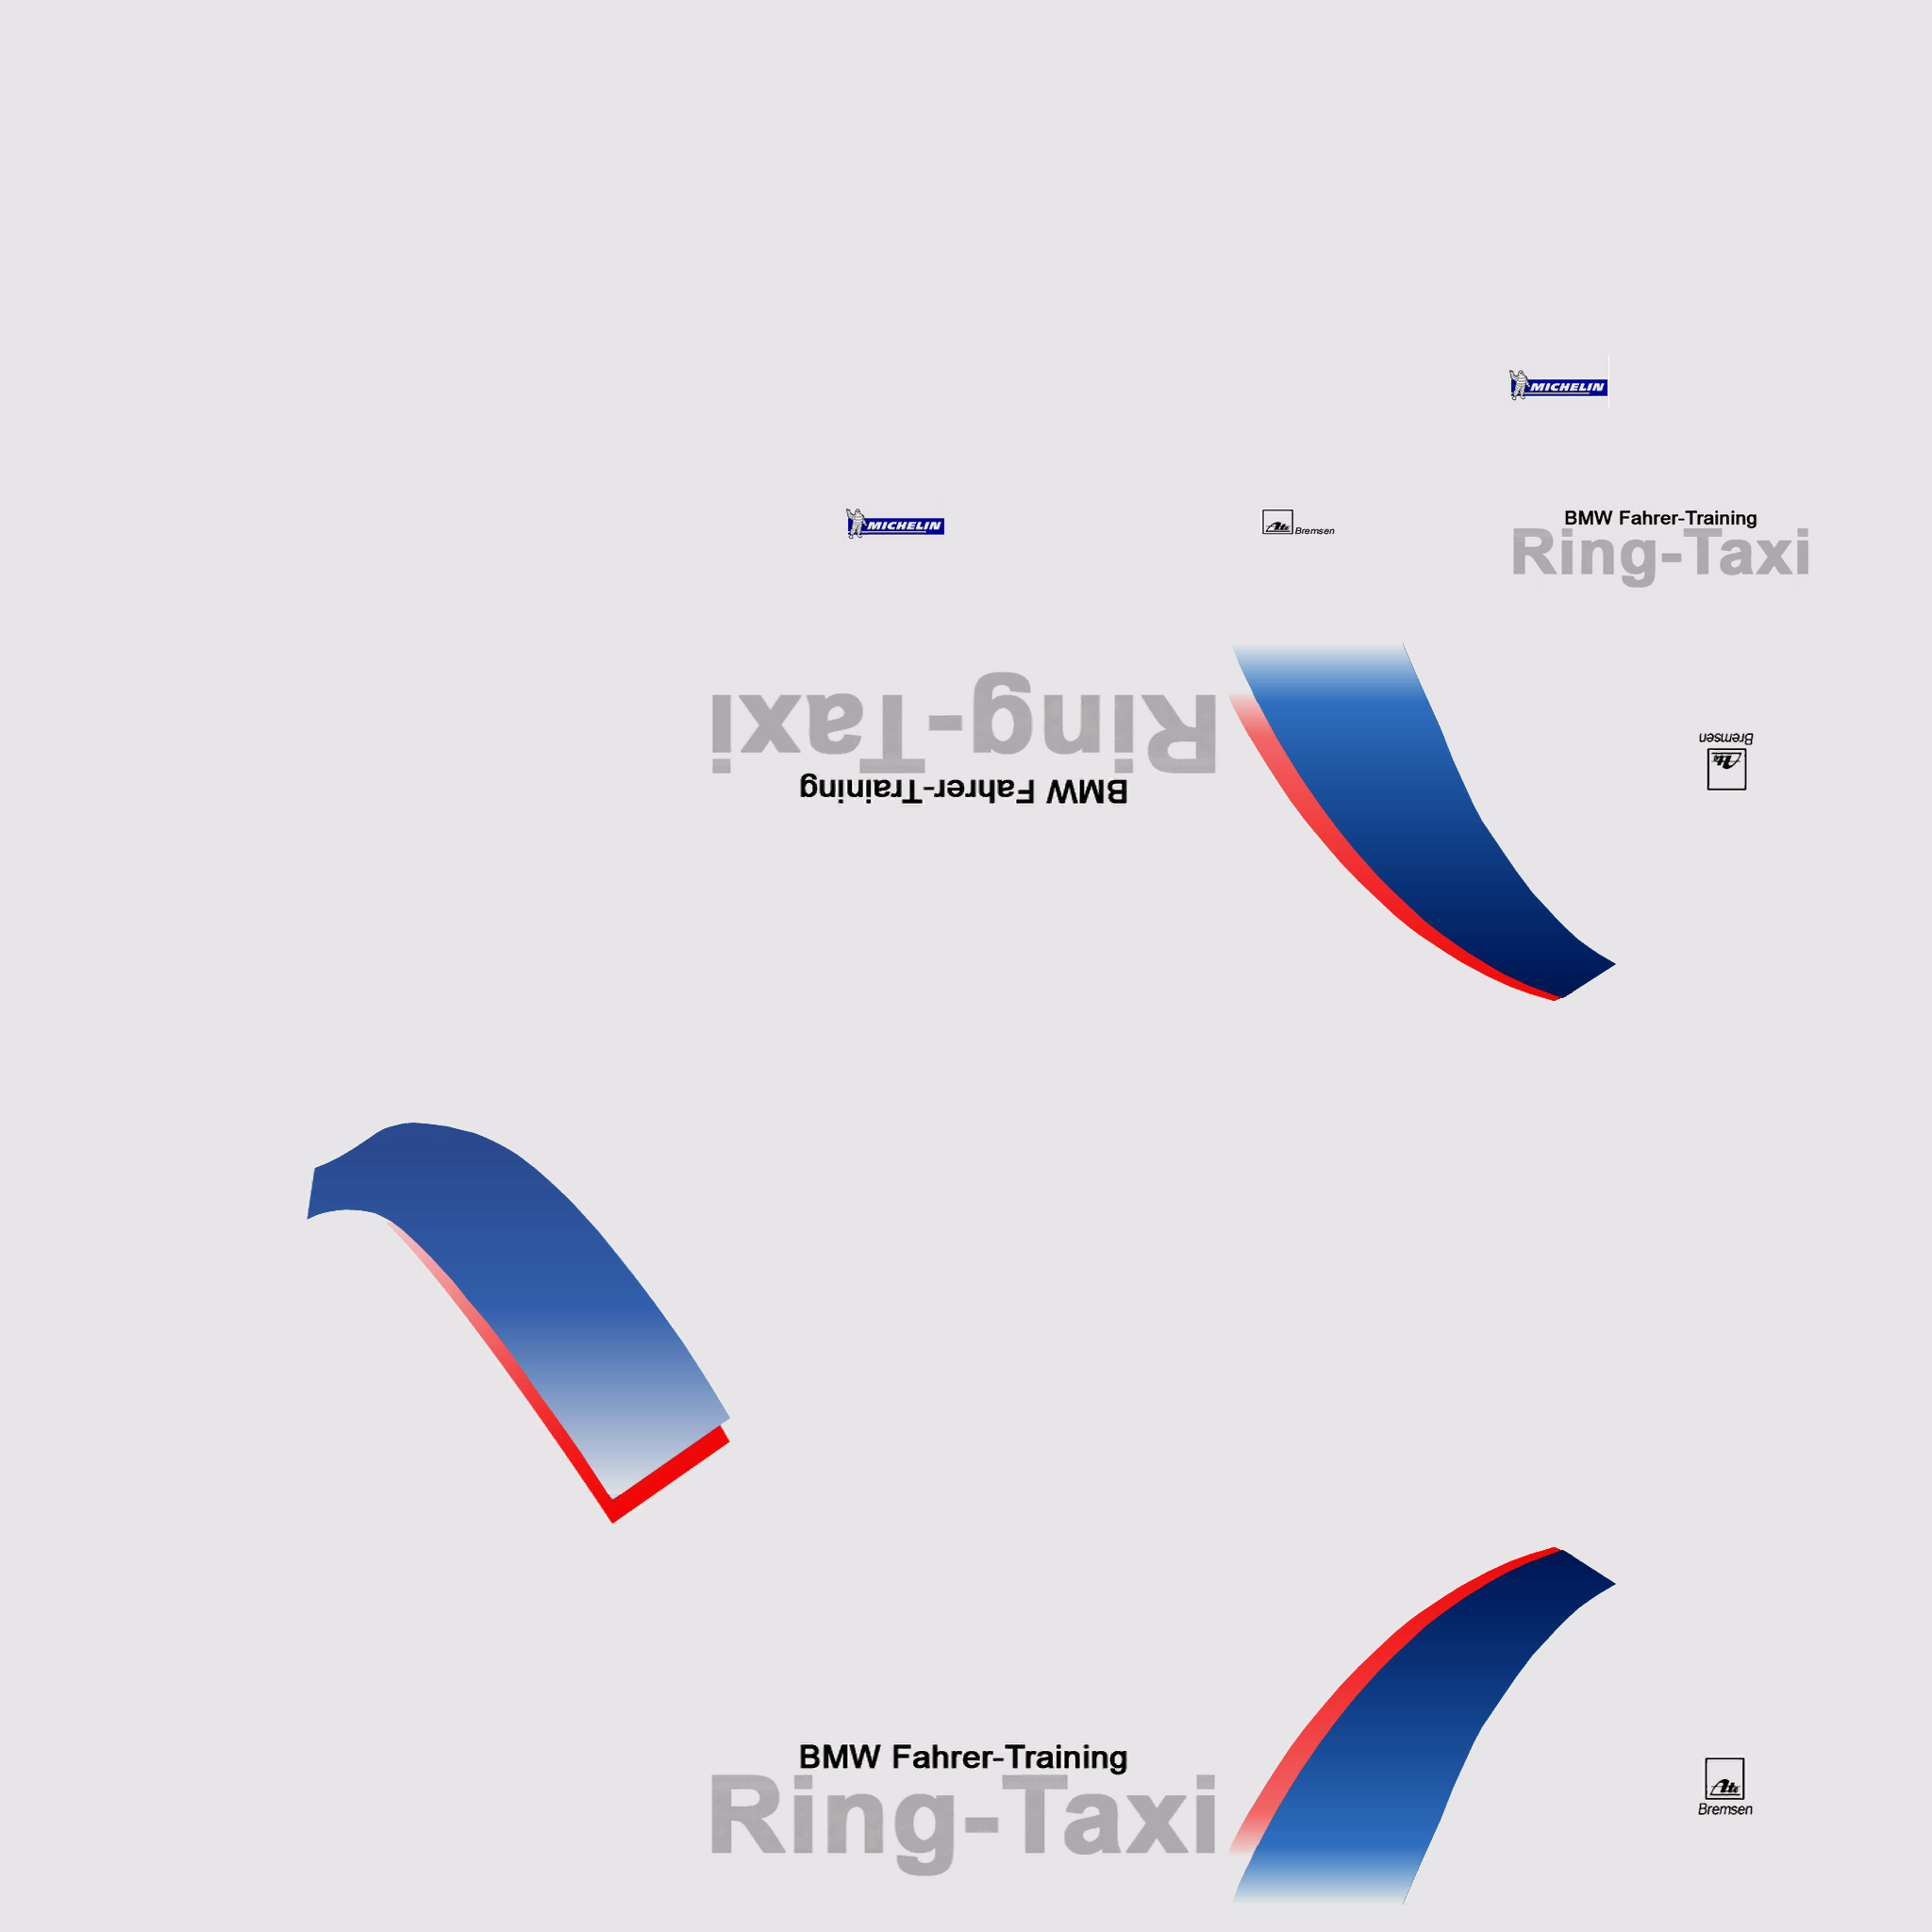 MICHELIN
MICHELIN
Ate Bremsen
BMW Fahrer-Training
Ring-Taxi
Ring-Taxi
BMW Fahrer-Training
Bremsen
Ate
BMW Fahrer-Training
Ring-Taxi
Ate
Bremsen